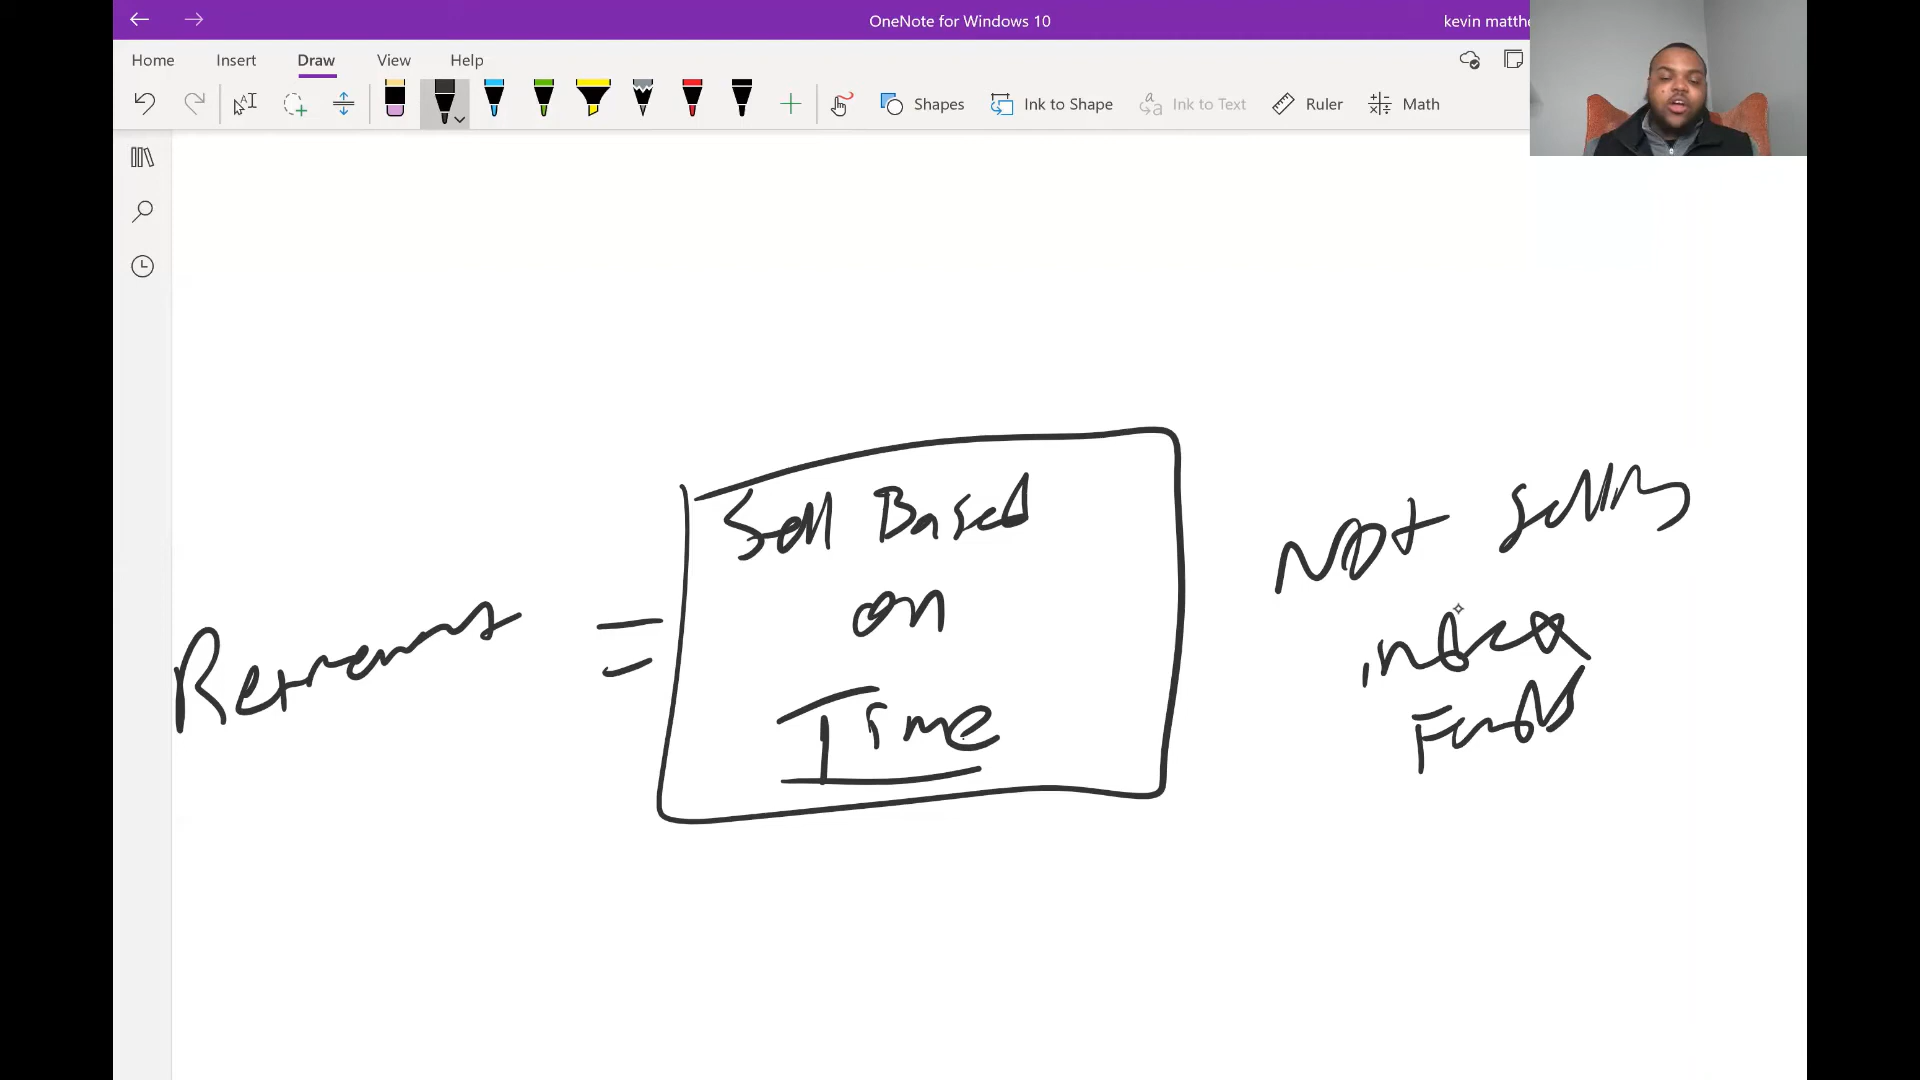 OneNote for Windows 10
kevin matthe
Home Insert Draw View Help
Shapes Ink to Shape Ink to Text Ruler Math
Sell Based
on
Time
Retirement =
Not selling
index
Funds